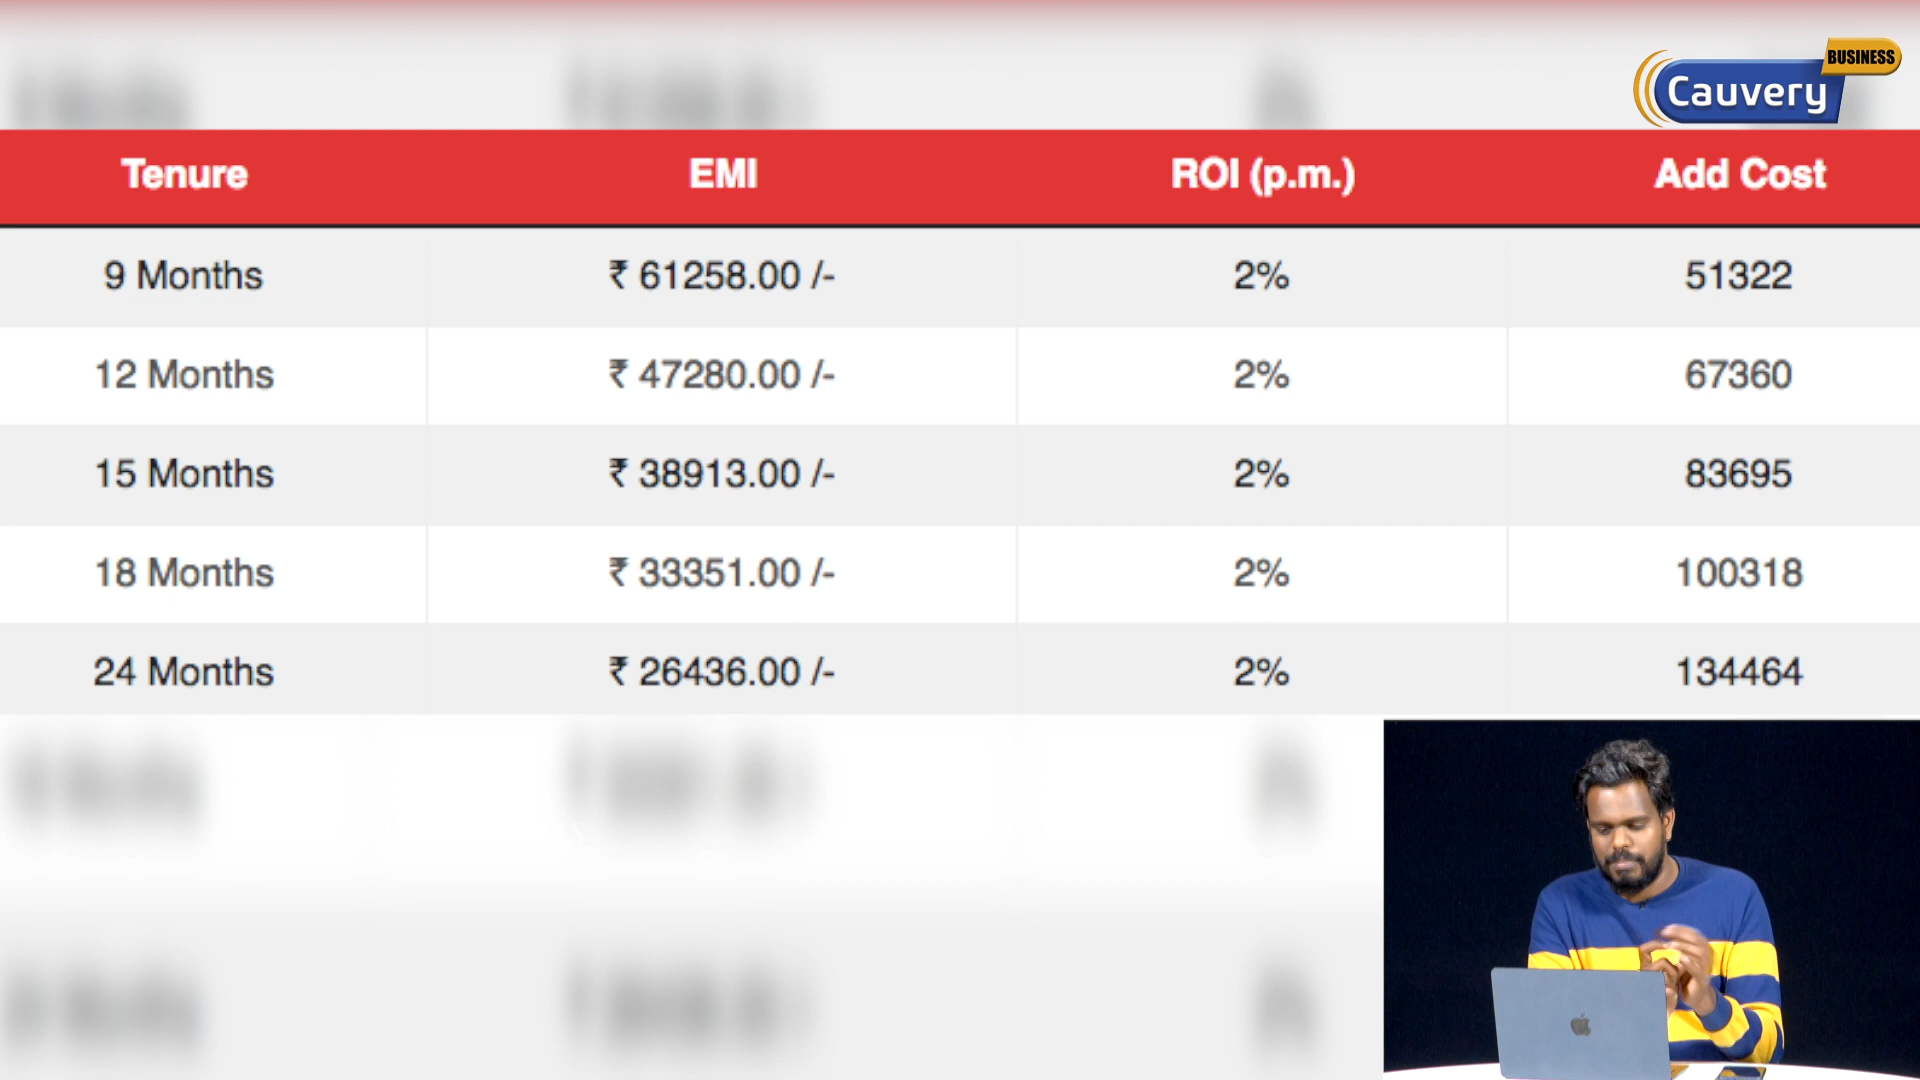 BUSINESS
Cauvery
Tenure EMI ROI (p.m.) Add Cost
9 Months ₹ 61258.00 /- 2% 51322
12 Months ₹ 47280.00 /- 2% 67360
15 Months ₹ 38913.00 /- 2% 83695
18 Months ₹ 33351.00 /- 2% 100318
24 Months ₹ 26436.00 /- 2% 134464